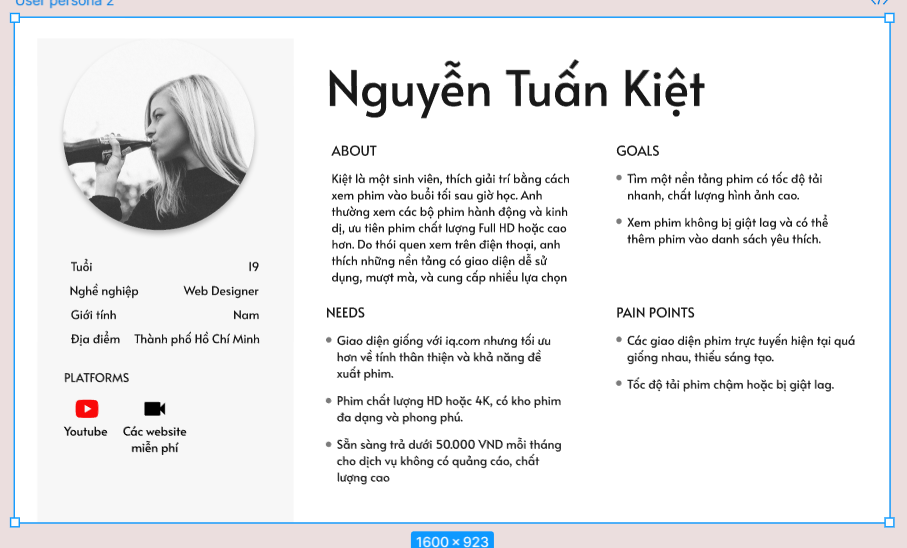 User persona 2
Nguyễn Tuấn Kiệt
ABOUT
Kiệt là một sinh viên, thích giải trí bằng cách
xem phim vào buổi tối sau giờ học. Anh
thường xem các bộ phim hành động và kinh
dị, ưu tiên phim chất lượng Full HD hoặc cao
hơn. Do thói quen xem trên điện thoại, anh
thích những nền tảng có giao diện dễ sử
dụng, mượt mà, và cung cấp nhiều lựa chọn
GOALS
Tìm một nền tảng phim có tốc độ tải
nhanh, chất lượng hình ảnh cao.
Xem phim không bị giật lag và có thể
thêm phim vào danh sách yêu thích.
Tuổi 19
Nghề nghiệp Web Designer
Giới tính Nam
Địa điểm Thành phố Hồ Chí Minh
PLATFORMS
Youtube
Các website
miễn phí
NEEDS
Giao diện giống với iq.com nhưng tối ưu
hơn về tính thân thiện và khả năng đề
xuất phim.
Phim chất lượng HD hoặc 4K, có kho phim
đa dạng và phong phú.
Sẵn sàng trả dưới 50.000 VND mỗi tháng
cho dịch vụ không có quảng cáo, chất
lượng cao
PAIN POINTS
Các giao diện phim trực tuyến hiện tại quá
giống nhau, thiếu sáng tạo.
Tốc độ tải phim chậm hoặc bị giật lag.
1600 × 923